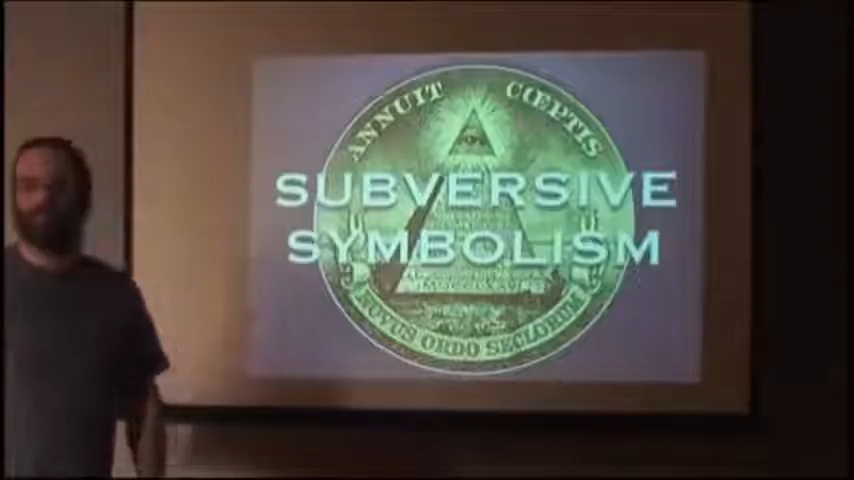 ANNUIT CŒPTIS
SUBVERSIVE
SYMBOLISM
NOVUS ORDO SECLORUM